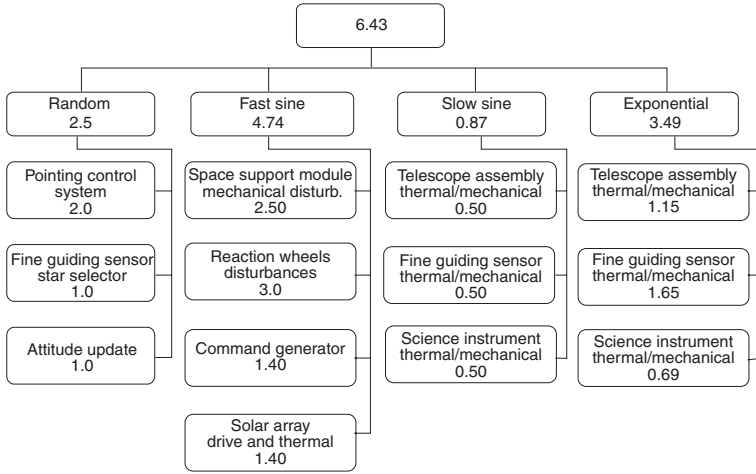 6.43
Random
2.5
Pointing control
system
2.0
Fine guiding sensor
star selector
1.0
Attitude update
1.0
Fast sine
4.74
Space support module
mechanical disturb.
2.50
Reaction wheels
disturbances
3.0
Command generator
1.40
Solar array
drive and thermal
1.40
Slow sine
0.87
Telescope assembly
thermal/mechanical
0.50
Fine guiding sensor
thermal/mechanical
0.50
Science instrument
thermal/mechanical
0.50
Exponential
3.49
Telescope assembly
thermal/mechanical
1.15
Fine guiding sensor
thermal/mechanical
1.65
Science instrument
thermal/mechanical
0.69